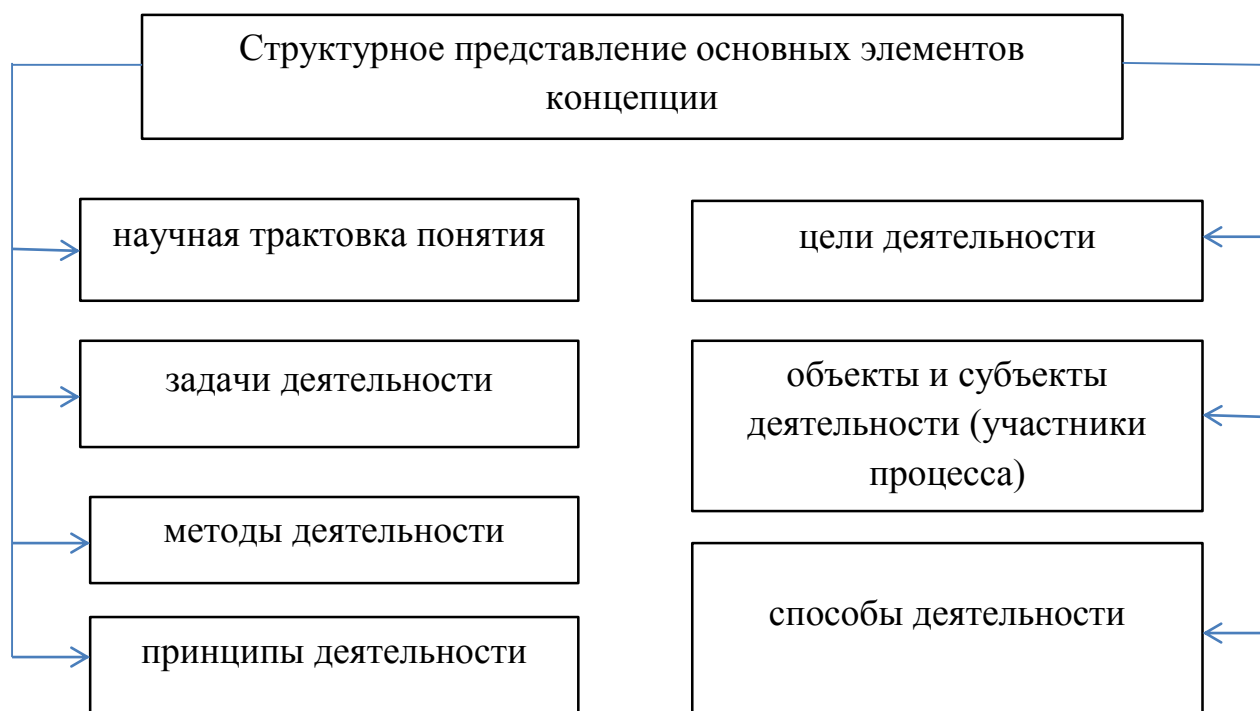 Структурное представление основных элементов
концепции
научная трактовка понятия
цели деятельности
задачи деятельности
объекты и субъекты
деятельности (участники
процесса)
методы деятельности
способы деятельности
принципы деятельности